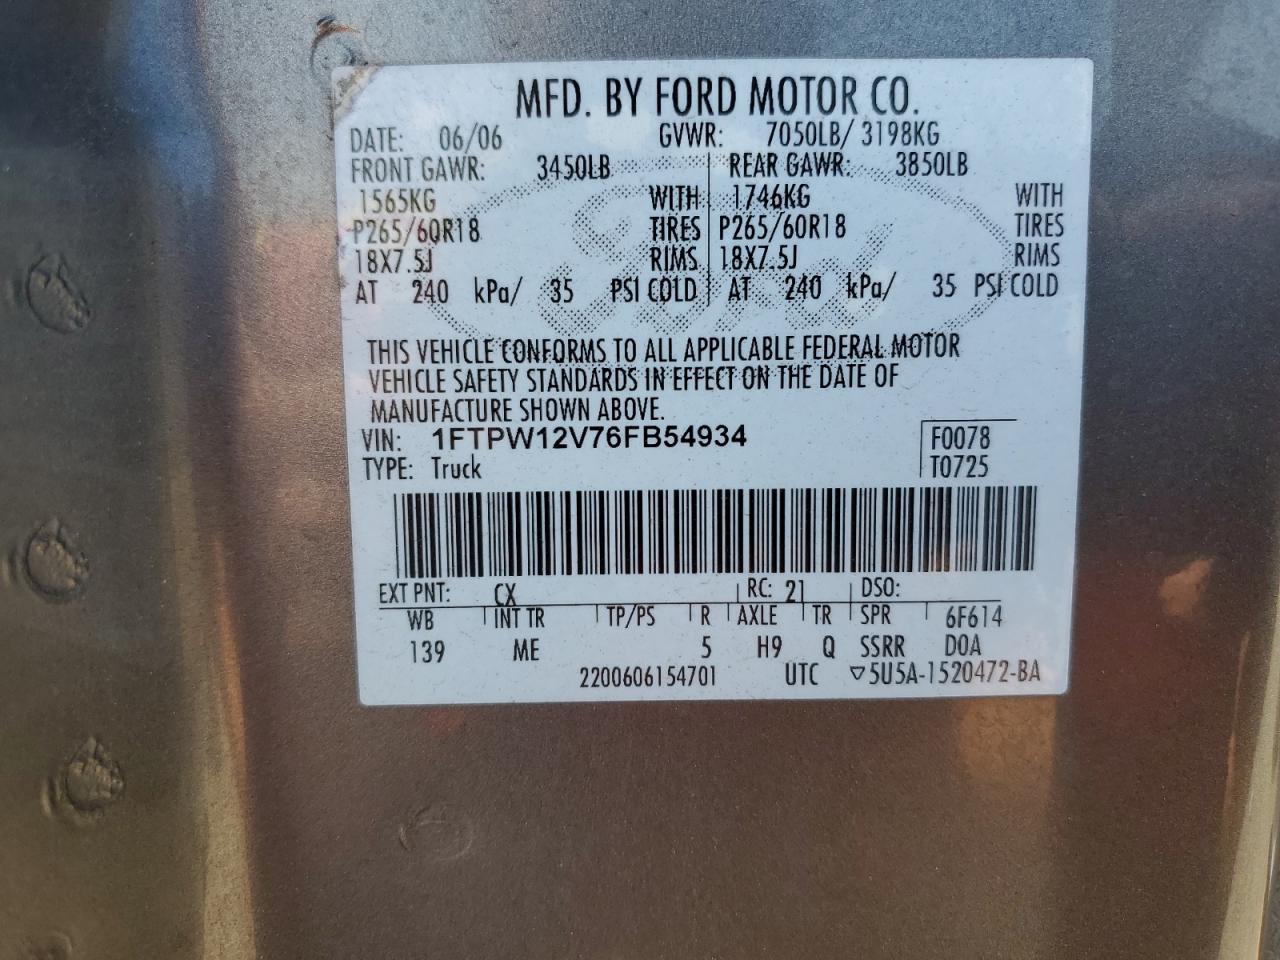 MFD. BY FORD MOTOR CO.
DATE: 06/06 GVWR: 7050LB/ 3198KG
FRONT GAWR: 3450LB REAR GAWR: 3850LB
1565KG WITH 1746KG WITH
P265/60R18 TIRES P265/60R18 TIRES
18X7.5J RIMS 18X7.5J RIMS
AT 240 kPa/ 35 PSI COLD AT 240 kPa/ 35 PSI COLD
Ford
THIS VEHICLE CONFORMS TO ALL APPLICABLE FEDERAL MOTOR
VEHICLE SAFETY STANDARDS IN EFFECT ON THE DATE OF
MANUFACTURE SHOWN ABOVE.
VIN: 1FTPW12V76FB54934 F0078
TYPE: Truck T0725
EXT PNT: CX RC: 21 DSO:
WB INT TR TP/PS R AXLE TR SPR 6F614
139 ME 5 H9 Q SSRR DOA
2200606154701 UTC ▽5U5A-1520472-BA